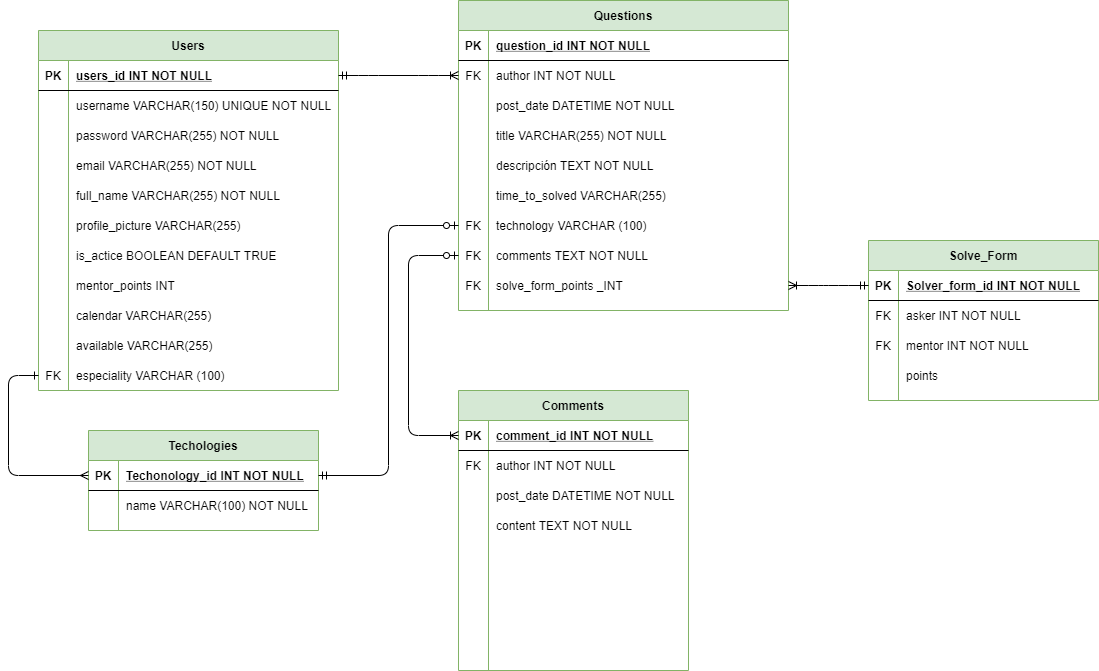 Users
PK users_id INT NOT NULL
username VARCHAR(150) UNIQUE NOT NULL
password VARCHAR(255) NOT NULL
email VARCHAR(255) NOT NULL
full_name VARCHAR(255) NOT NULL
profile_picture VARCHAR(255)
is_actice BOOLEAN DEFAULT TRUE
mentor_points INT
calendar VARCHAR(255)
available VARCHAR(255)
FK especiality VARCHAR (100)
Questions
PK question_id INT NOT NULL
FK author INT NOT NULL
post_date DATETIME NOT NULL
title VARCHAR(255) NOT NULL
descripción TEXT NOT NULL
time_to_solved VARCHAR(255)
FK technology VARCHAR (100)
FK comments TEXT NOT NULL
FK solve_form_points _INT
Solve_Form
PK Solver_form_id INT NOT NULL
FK asker INT NOT NULL
FK mentor INT NOT NULL
points
Techologies
PK Techonology_id INT NOT NULL
name VARCHAR(100) NOT NULL
Comments
PK comment_id INT NOT NULL
FK author INT NOT NULL
post_date DATETIME NOT NULL
content TEXT NOT NULL